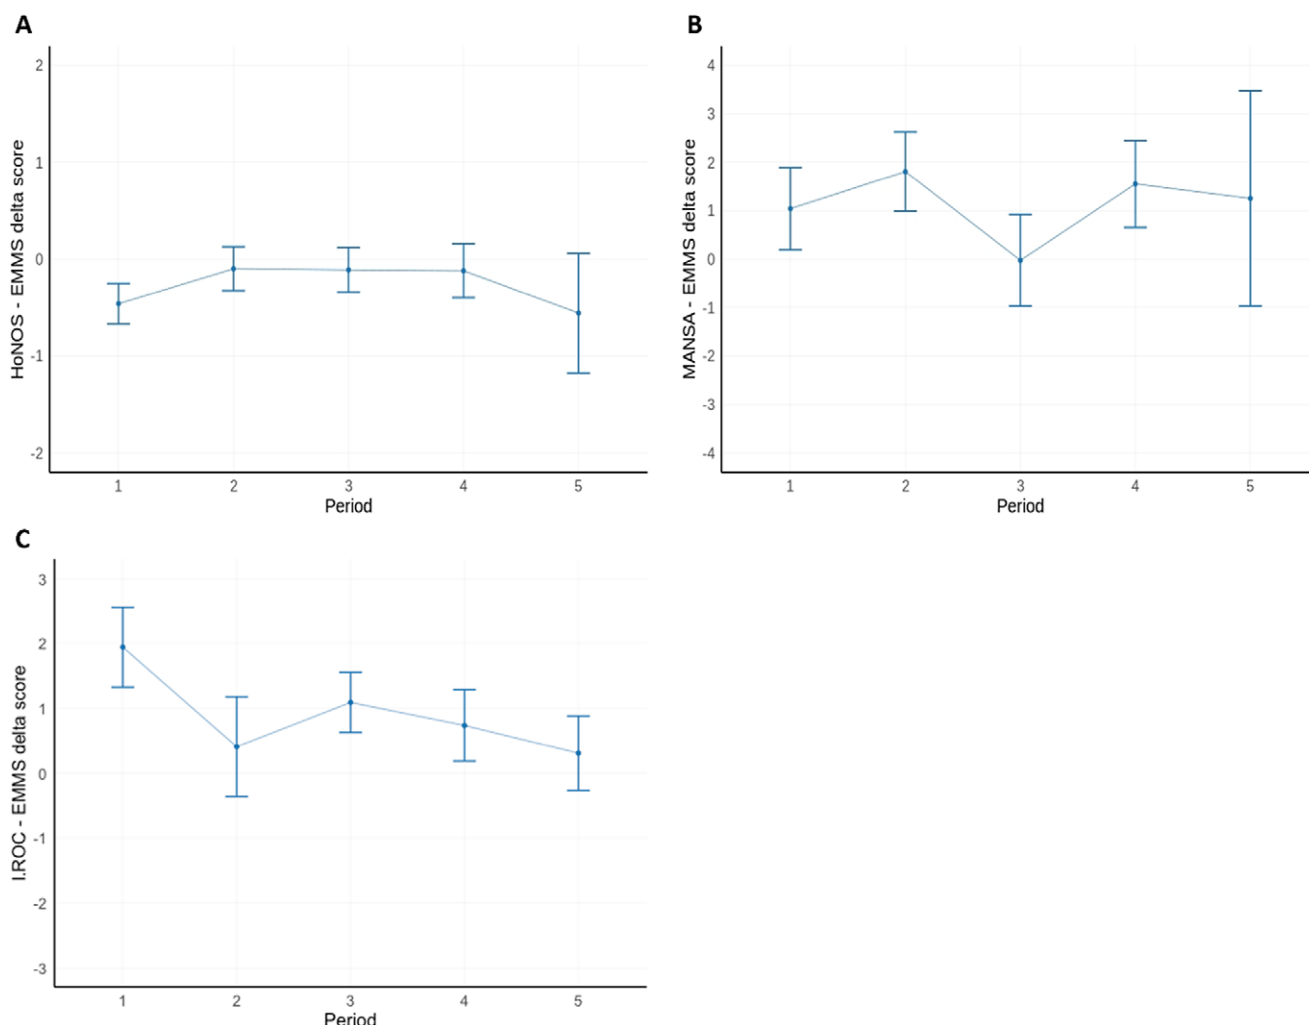 A
HoNOS - EMMS delta score
2
1
0
-1
-2
1 2 3 4 5
Period
B
MANSA - EMMS delta score
4
3
2
1
0
-1
-2
-3
-4
1 2 3 4 5
Period
C
I.ROC - EMMS delta score
3
2
1
0
-1
-2
-3
1 2 3 4 5
Period